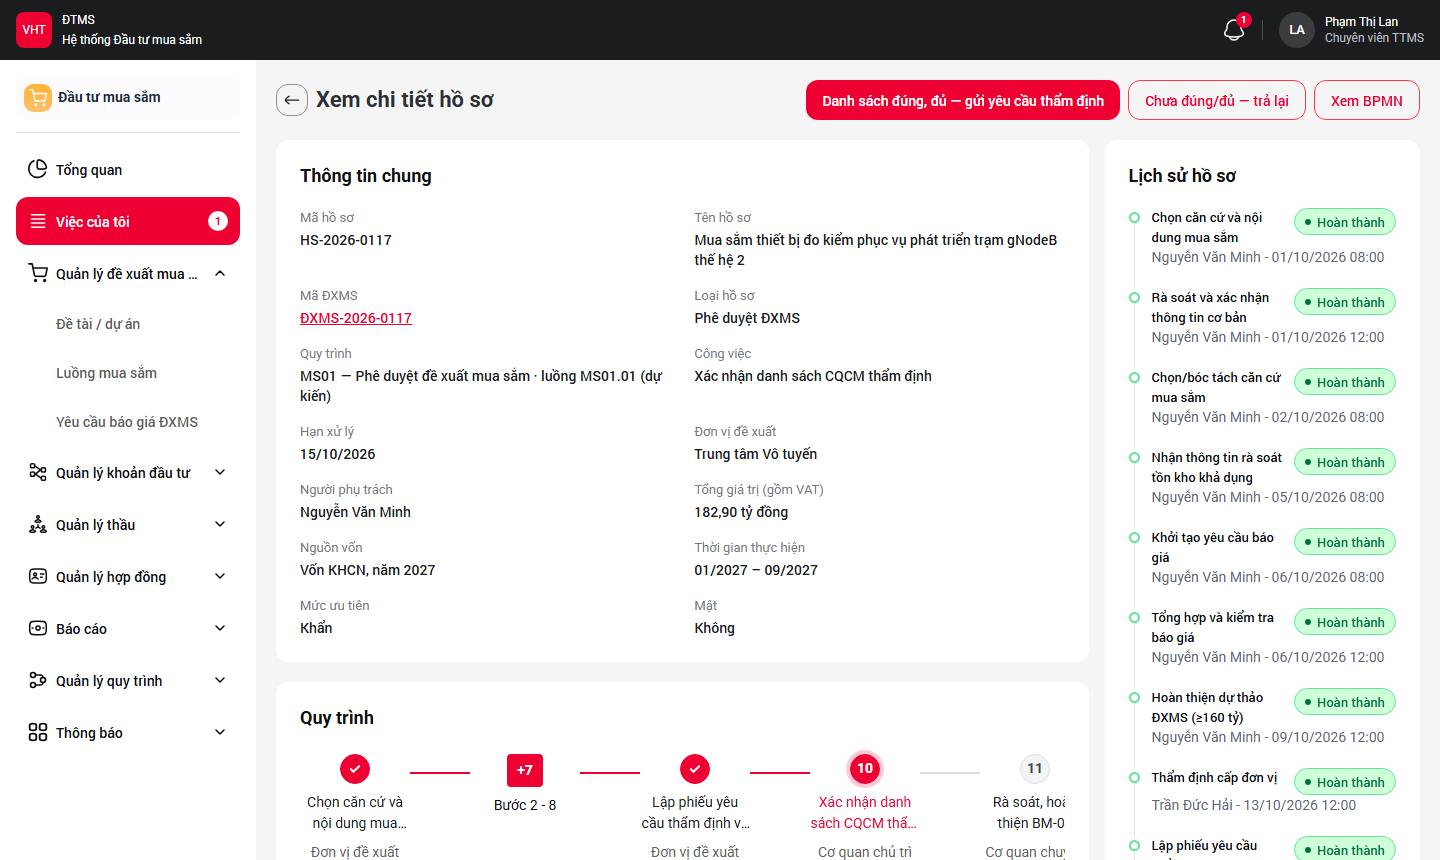 VHT
ĐTMS
Hệ thống Đầu tư mua sắm
1
LA
Phạm Thị Lan
Chuyên viên TTMS
Đầu tư mua sắm
Tổng quan
Việc của tôi
1
Quản lý đề xuất mua ...
Đề tài / dự án
Luồng mua sắm
Yêu cầu báo giá ĐXMS
Quản lý khoản đầu tư
Quản lý thầu
Quản lý hợp đồng
Báo cáo
Quản lý quy trình
Thông báo
Xem chi tiết hồ sơ
Danh sách đúng, đủ — gửi yêu cầu thẩm định
Chưa đúng/đủ — trả lại
Xem BPMN
Thông tin chung
Mã hồ sơ
HS-2026-0117
Tên hồ sơ
Mua sắm thiết bị đo kiểm phục vụ phát triển trạm gNodeB
thế hệ 2
Mã ĐXMS
ĐXMS-2026-0117
Loại hồ sơ
Phê duyệt ĐXMS
Quy trình
MS01 — Phê duyệt đề xuất mua sắm · luồng MS01.01 (dự
kiến)
Công việc
Xác nhận danh sách CQCM thẩm định
Hạn xử lý
15/10/2026
Đơn vị đề xuất
Trung tâm Vô tuyến
Người phụ trách
Nguyễn Văn Minh
Tổng giá trị (gồm VAT)
182,90 tỷ đồng
Nguồn vốn
Vốn KHCN, năm 2027
Thời gian thực hiện
01/2027 – 09/2027
Mức ưu tiên
Khẩn
Mật
Không
Quy trình
Chọn căn cứ và
nội dung mua...
Đơn vị đề xuất
+7
Bước 2 - 8
Lập phiếu yêu
cầu thẩm định v...
Đơn vị đề xuất
10
Xác nhận danh
sách CQCM thẩ...
Cơ quan chủ trì
11
Rà soát, hoà
thiện BM-0
Cơ quan chuy
Lịch sử hồ sơ
Chọn căn cứ và nội
dung mua sắm
Hoàn thành
Nguyễn Văn Minh - 01/10/2026 08:00
Rà soát và xác nhận
thông tin cơ bản
Hoàn thành
Nguyễn Văn Minh - 01/10/2026 12:00
Chọn/bóc tách căn cứ
mua sắm
Hoàn thành
Nguyễn Văn Minh - 02/10/2026 08:00
Nhận thông tin rà soát
tồn kho khả dụng
Hoàn thành
Nguyễn Văn Minh - 05/10/2026 08:00
Khởi tạo yêu cầu báo
giá
Hoàn thành
Nguyễn Văn Minh - 06/10/2026 08:00
Tổng hợp và kiểm tra
báo giá
Hoàn thành
Nguyễn Văn Minh - 06/10/2026 12:00
Hoàn thiện dự thảo
ĐXMS (≥160 tỷ)
Hoàn thành
Nguyễn Văn Minh - 09/10/2026 12:00
Thẩm định cấp đơn vị
Hoàn thành
Trần Đức Hải - 13/10/2026 12:00
Lập phiếu yêu cầu
Hoàn thành